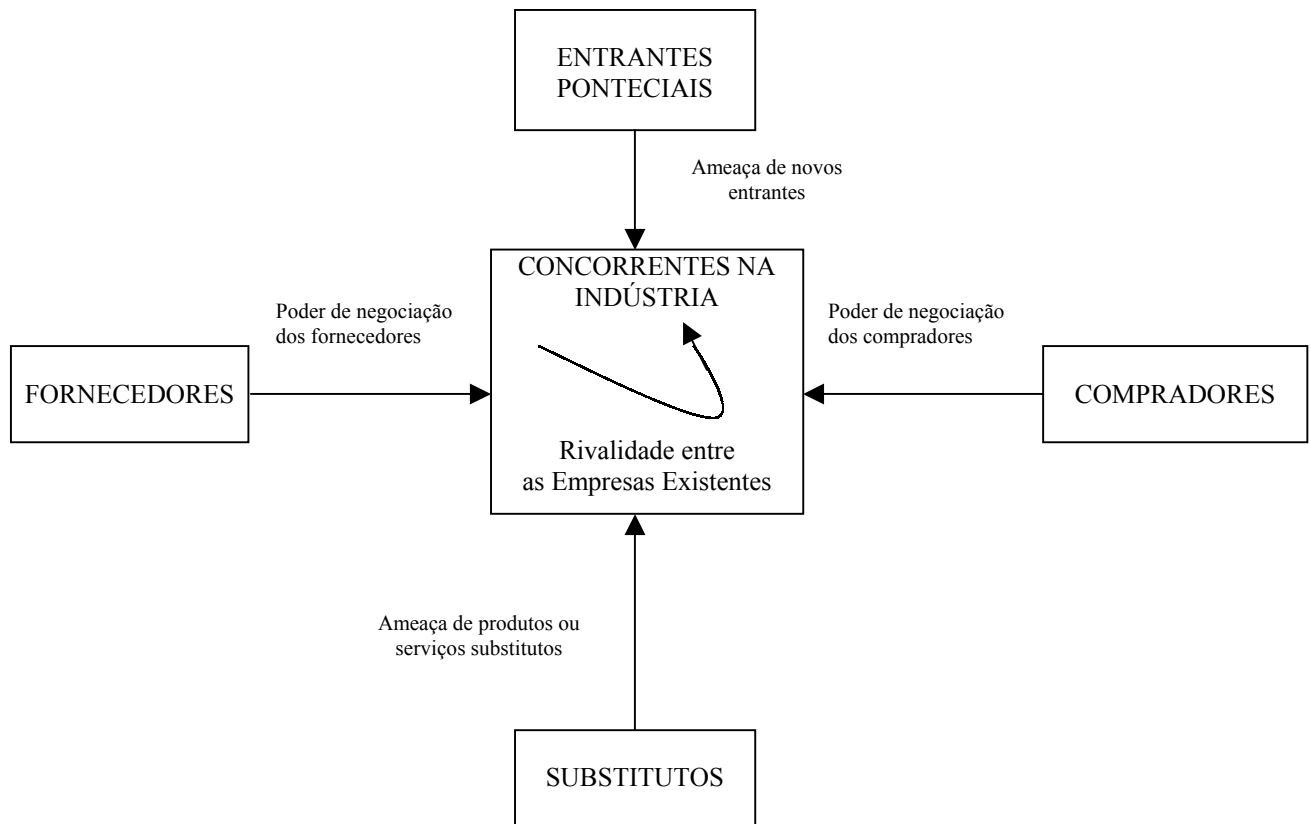 ENTRANTES
PONTECIAIS
Ameaça de novos
entrantes
CONCORRENTES NA
INDÚSTRIA
Poder de negociação
dos fornecedores
Poder de negociação
dos compradores
FORNECEDORES
COMPRADORES
Rivalidade entre
as Empresas Existentes
Ameaça de produtos ou
serviços substitutos
SUBSTITUTOS